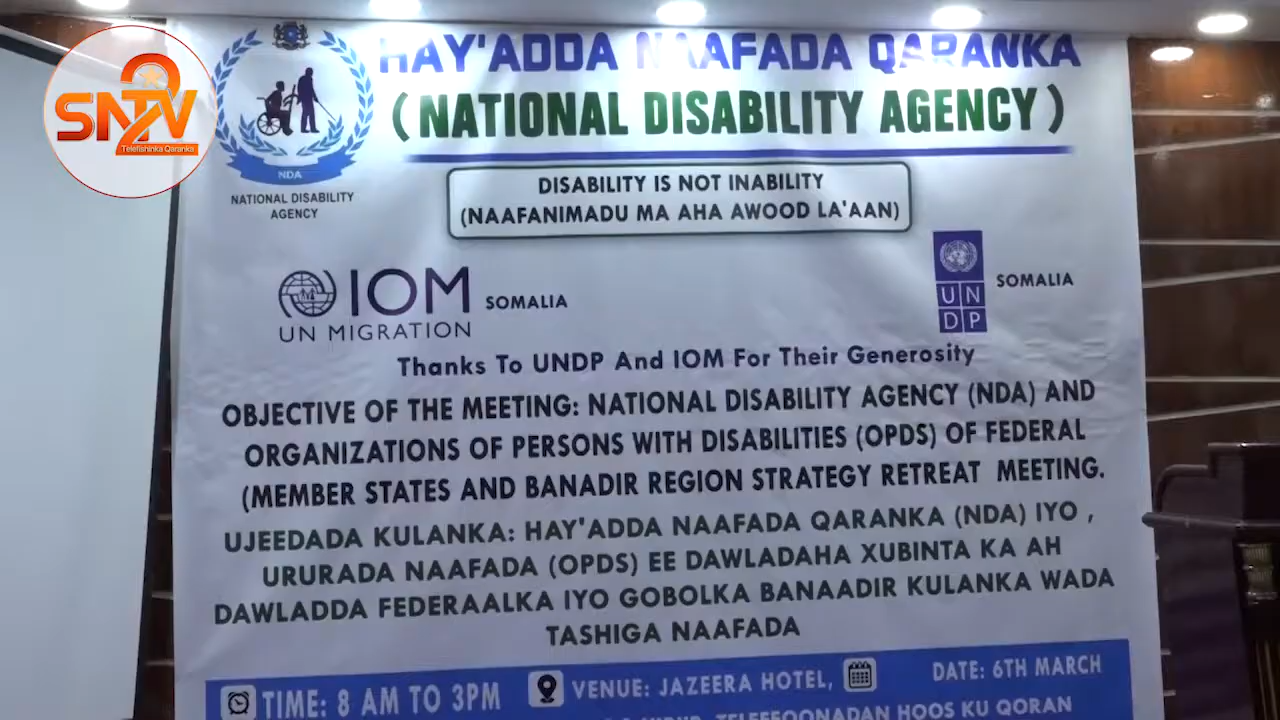 SNTV
2
Telefishinka Qaranka
HAY'ADDA NAAFADA QARANKA
(NATIONAL DISABILITY AGENCY)
NDA
NATIONAL DISABILITY
AGENCY
DISABILITY IS NOT INABILITY
(NAAFANIMADU MA AHA AWOOD LA'AAN)
IOM SOMALIA
UN MIGRATION
UN
DP
SOMALIA
Thanks To UNDP And IOM For Their Generosity
OBJECTIVE OF THE MEETING: NATIONAL DISABILITY AGENCY (NDA) AND
ORGANIZATIONS OF PERSONS WITH DISABILITIES (OPDS) OF FEDERAL
(MEMBER STATES AND BANADIR REGION STRATEGY RETREAT MEETING.
UJEEDADA KULANKA: HAY'ADDA NAAFADA QARANKA (NDA) IYO ,
URURADA NAAFADA (OPDS) EE DAWLADAHA XUBINTA KA AH
DAWLADDA FEDERAALKA IYO GOBOLKA BANAADIR KULANKA WADA
TASHIGA NAAFADA
TIME: 8 AM TO 3PM VENUE: JAZEERA HOTEL, DATE: 6TH MARCH
TELEFFOONADAN HOOS KU QORAN